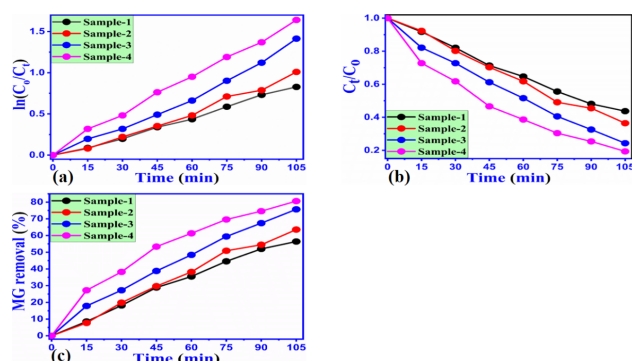 Sample-1
Sample-2
Sample-3
Sample-4
ln(C₀/Cₜ)
1.5
1.0
0.5
0.0
0 15 30 45 60 75 90 105
(a)
Time (min)
Cₜ/C₀
1.0
0.8
0.6
0.4
0.2
Sample-1
Sample-2
Sample-3
Sample-4
0 15 30 45 60 75 90 105
(b)
Time (min)
Sample-1
Sample-2
Sample-3
Sample-4
MG removal (%)
80
70
60
50
40
30
20
10
0
0 15 30 45 60 75 90 105
(c)
Time (min)